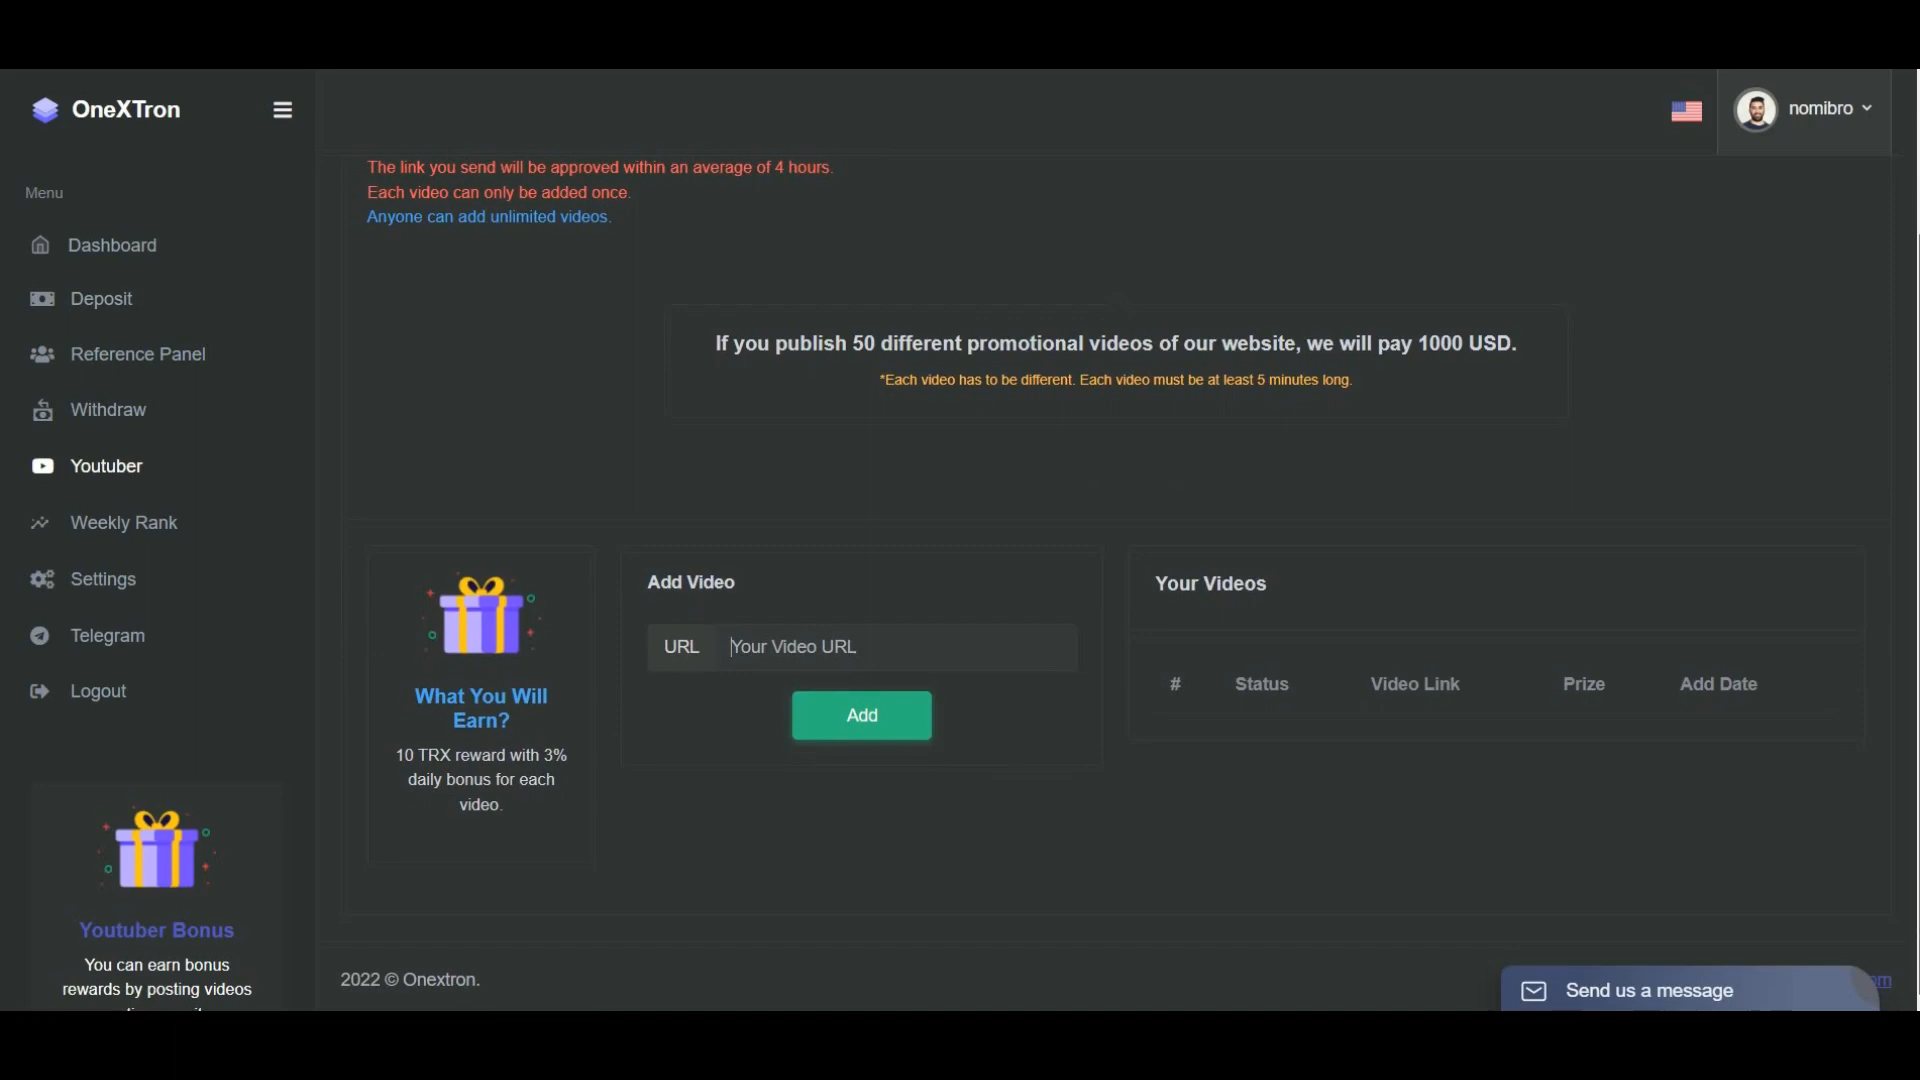 OneXTron
nomibro
The link you send will be approved within an average of 4 hours.
Each video can only be added once.
Anyone can add unlimited videos.
Menu
Dashboard
Deposit
Reference Panel
Withdraw
Youtuber
Weekly Rank
Settings
Telegram
Logout
If you publish 50 different promotional videos of our website, we will pay 1000 USD.
*Each video has to be different. Each video must be at least 5 minutes long.
What You Will
Earn?
10 TRX reward with 3%
daily bonus for each
video.
Add Video
URL Your Video URL
Add
Your Videos
# Status Video Link Prize Add Date
Youtuber Bonus
You can earn bonus
rewards by posting videos
2022 © Onextron.
Send us a message